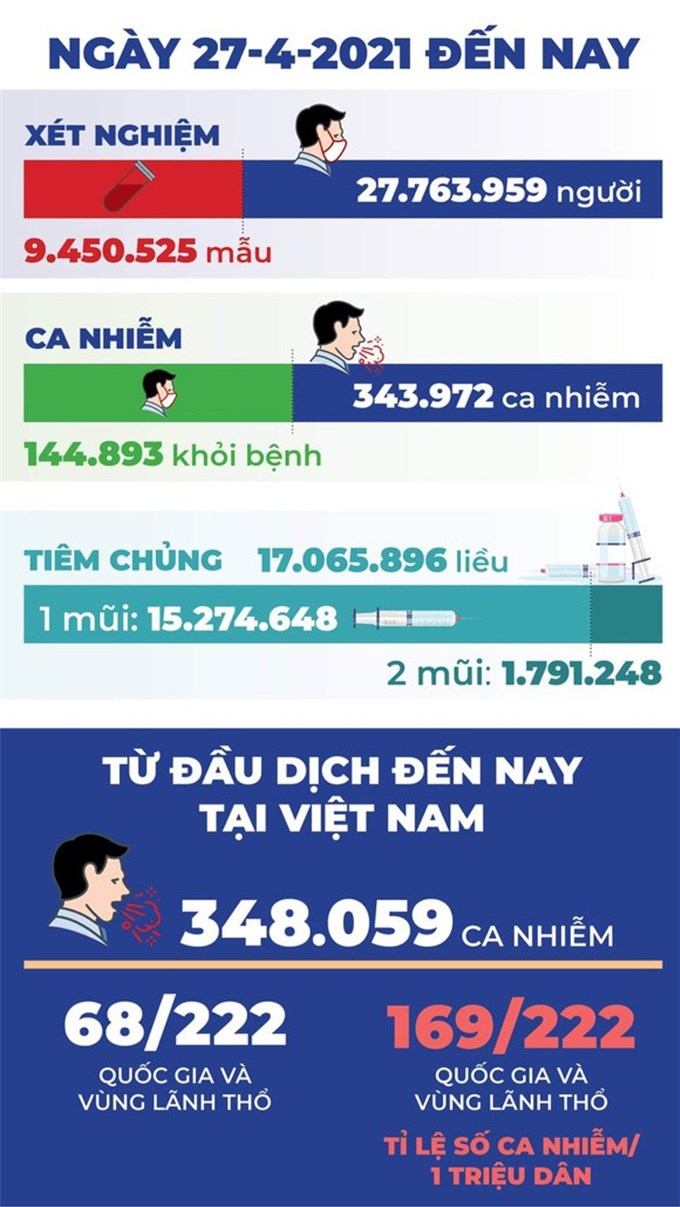 NGÀY 27-4-2021 ĐẾN NAY
XÉT NGHIỆM
27.763.959 người
9.450.525 mẫu
CA NHIỄM
343.972 ca nhiễm
144.893 khỏi bệnh
TIÊM CHỦNG 17.065.896 liều
1 mũi: 15.274.648
2 mũi: 1.791.248
TỪ ĐẦU DỊCH ĐẾN NAY
TẠI VIỆT NAM
348.059 CA NHIỄM
68/222
QUỐC GIA VÀ
VÙNG LÃNH THỔ
169/222
QUỐC GIA VÀ
VÙNG LÃNH THỔ
TỈ LỆ SỐ CA NHIỄM/
1 TRIỆU DÂN